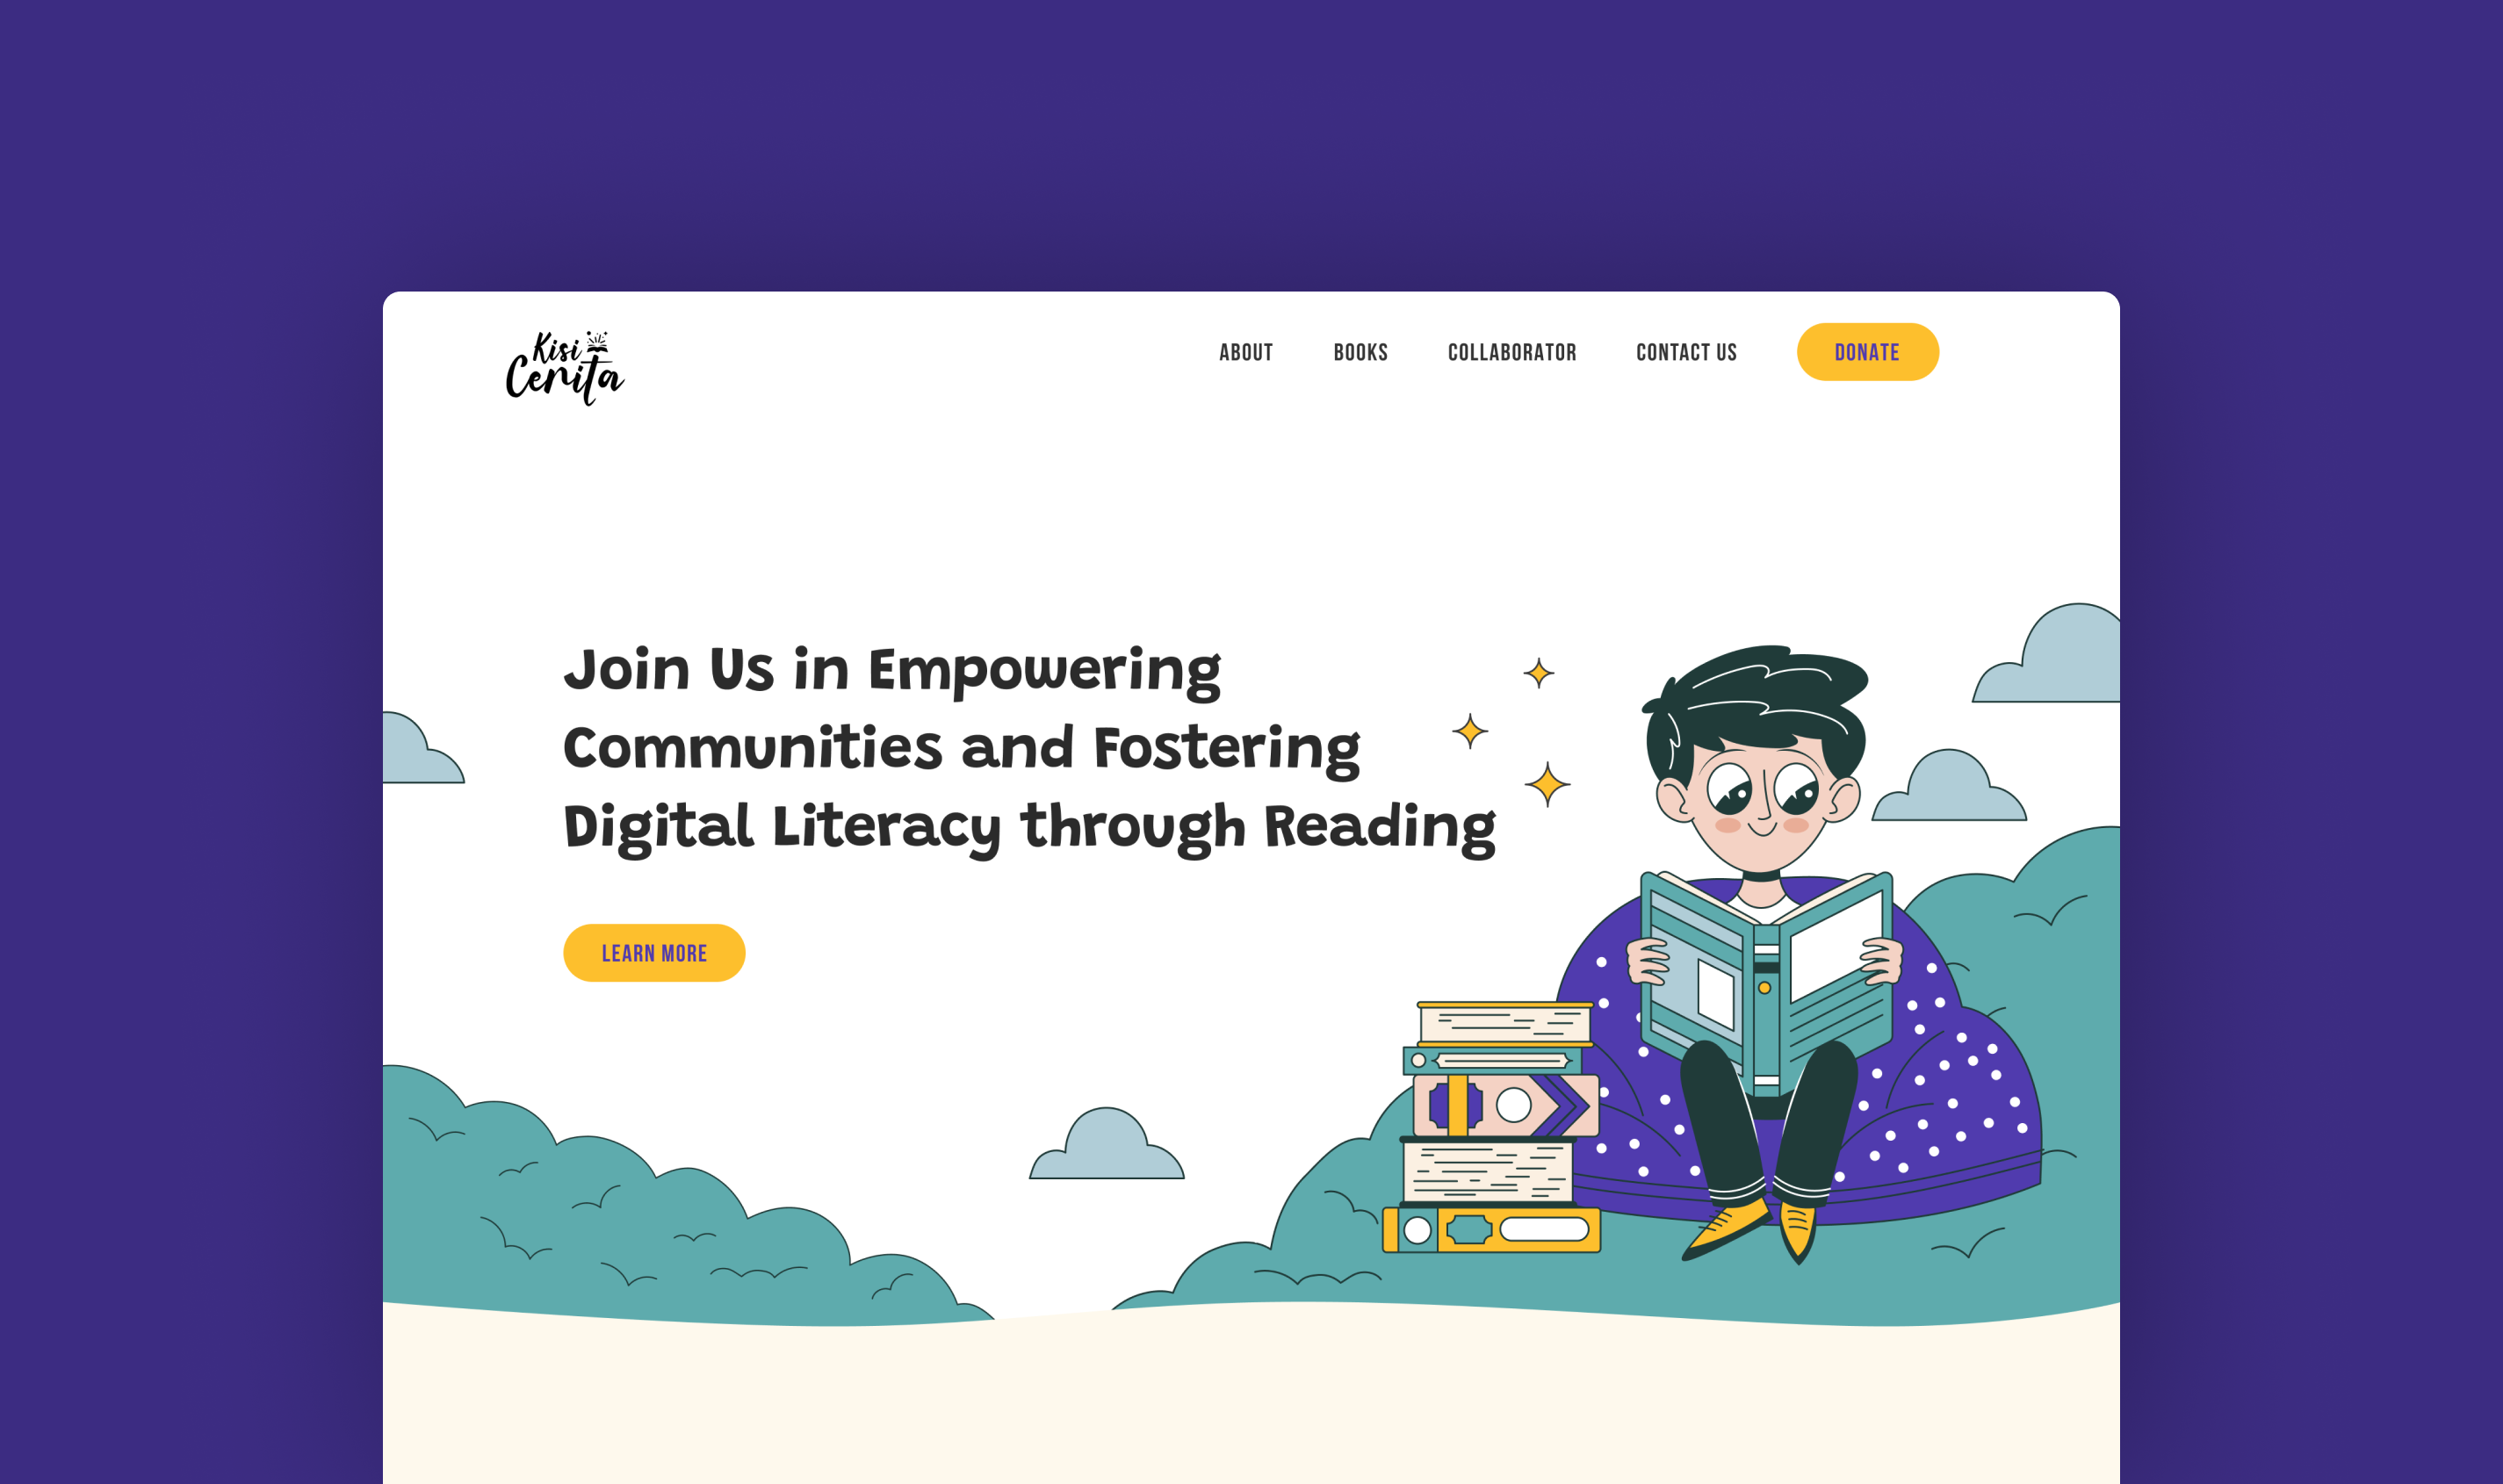 Kisi
Cerita
ABOUT BOOKS COLLABORATOR CONTACT US DONATE
Join Us in Empowering
Communities and Fostering
Digital Literacy through Reading
LEARN MORE